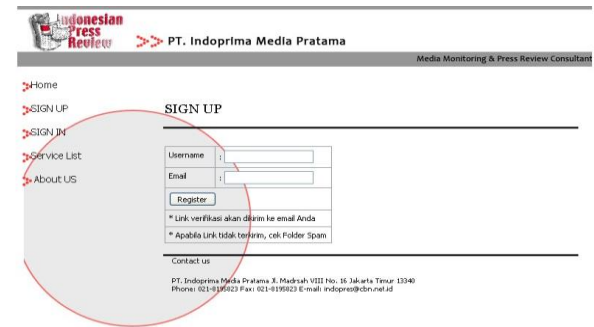 Indonesian
Press
Review
>> PT. Indoprima Media Pratama
Media Monitoring & Press Review Consultant
Home
SIGN UP
SIGN IN
Service List
About US
SIGN UP
Username :
Email :
Register
* Link verifikasi akan dikirim ke email Anda
* Apabila Link tidak terkirim, cek Folder Spam
Contact us
PT. Indoprima Media Pratama Jl. Madrsah VIII No. 16 Jakarta Timur 13340
Phone: 021-8195023 Fax: 021-8195023 E-mail: indopres@cbn.net.id